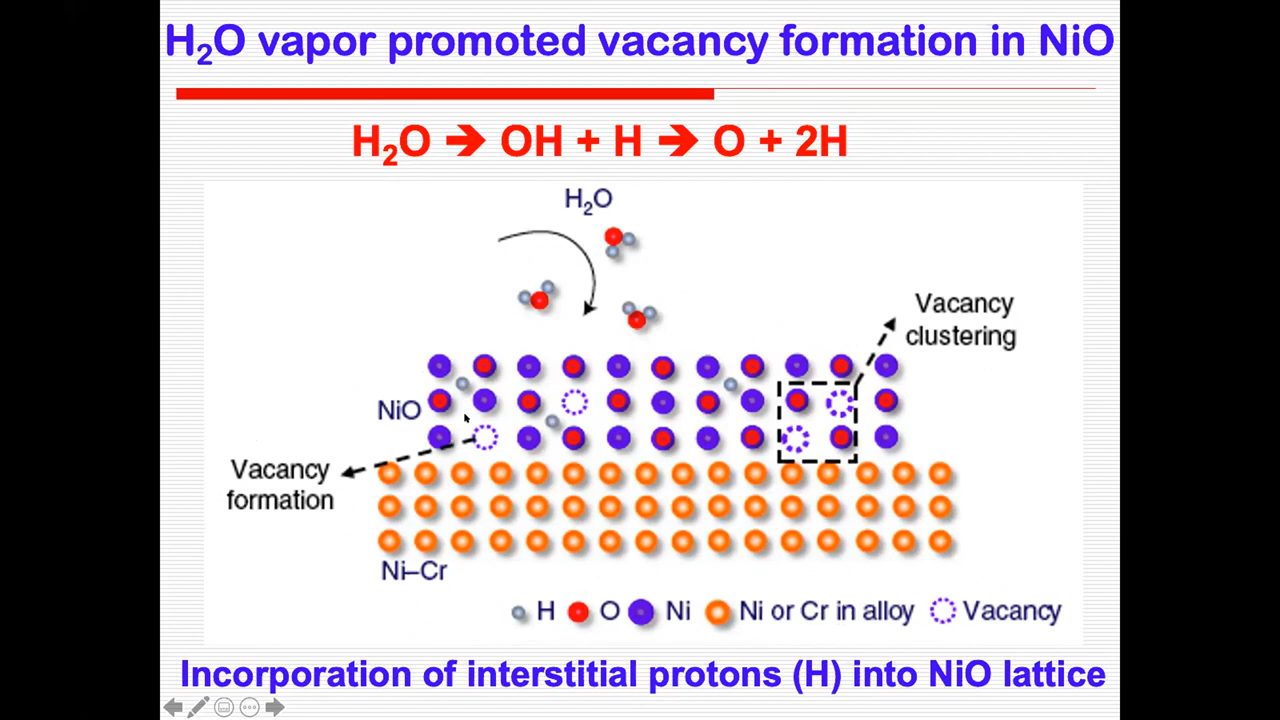 H₂O vapor promoted vacancy formation in NiO
H₂O ➔ OH + H ➔ O + 2H
H₂O
Vacancy
clustering
NiO
Vacancy
formation
Ni–Cr
H O Ni Ni or Cr in alloy Vacancy
Incorporation of interstitial protons (H) into NiO lattice